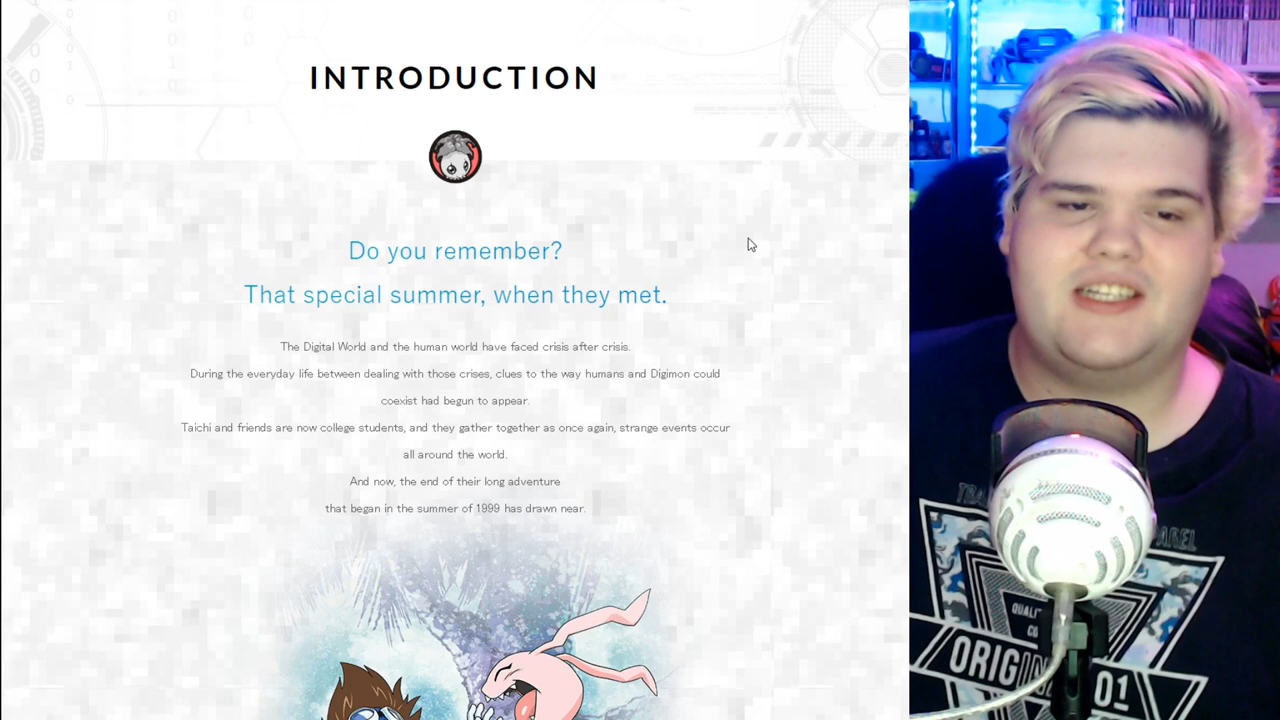 INTRODUCTION
Do you remember?
That special summer, when they met.
The Digital World and the human world have faced crisis after crisis.
During the everyday life between dealing with those crises, clues to the way humans and Digimon could
coexist had begun to appear.
Taichi and friends are now college students, and they gather together as once again, strange events occur
all around the world.
And now, the end of their long adventure
that began in the summer of 1999 has drawn near.
01